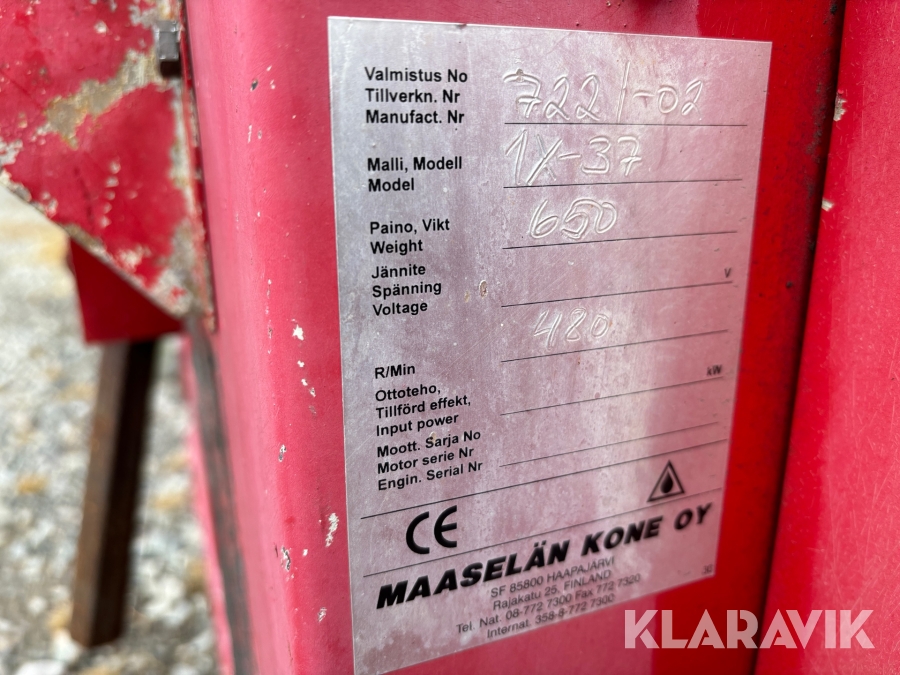 Valmistus No
Tillverkn. Nr
Manufact. Nr
7221-02
Malli, Modell
Model
1X-37
Paino, Vikt
Weight
650
Jännite
Spänning
Voltage
V
R/Min
480
Ottoteho,
Tillförd effekt,
Input power
kW
Moott. Sarja No
Motor serie Nr
Engin. Serial Nr
CE
MAASELÄN KONE OY
SF 85800 HAAPAJÄRVI
Rajakatu 25, FINLAND
Tel. Nat. 08-772 7300 Fax 772 7320
Internat. 358-8-772 7300
KLARAVIK